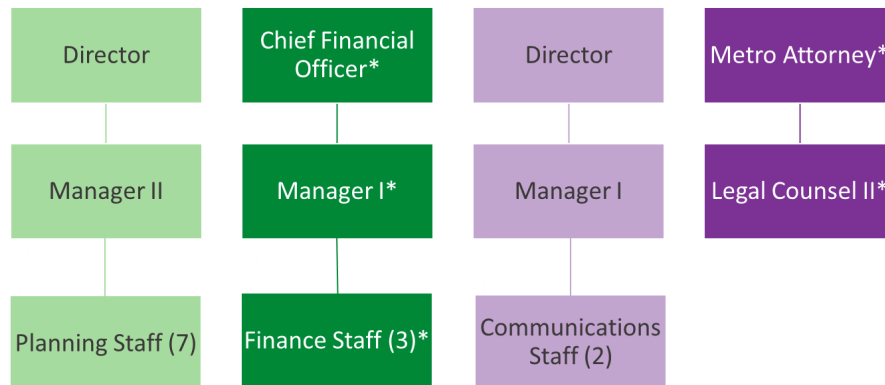 Director
Chief Financial
Officer*
Director
Metro Attorney*
Manager II
Manager I*
Manager I
Legal Counsel II*
Planning Staff (7)
Finance Staff (3)*
Communications
Staff (2)